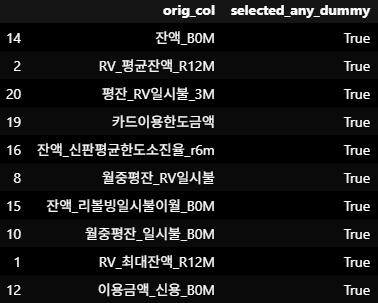 orig_col selected_any_dummy
14 잔액_B0M True
2 RV_평균잔액_R12M True
20 평잔_RV일시불_3M True
19 카드이용한도금액 True
16 잔액_신판평균한도소진율_r6m True
8 월중평잔_RV일시불 True
15 잔액_리볼빙일시불이월_B0M True
10 월중평잔_일시불_B0M True
1 RV_최대잔액_R12M True
12 이용금액_신용_B0M True